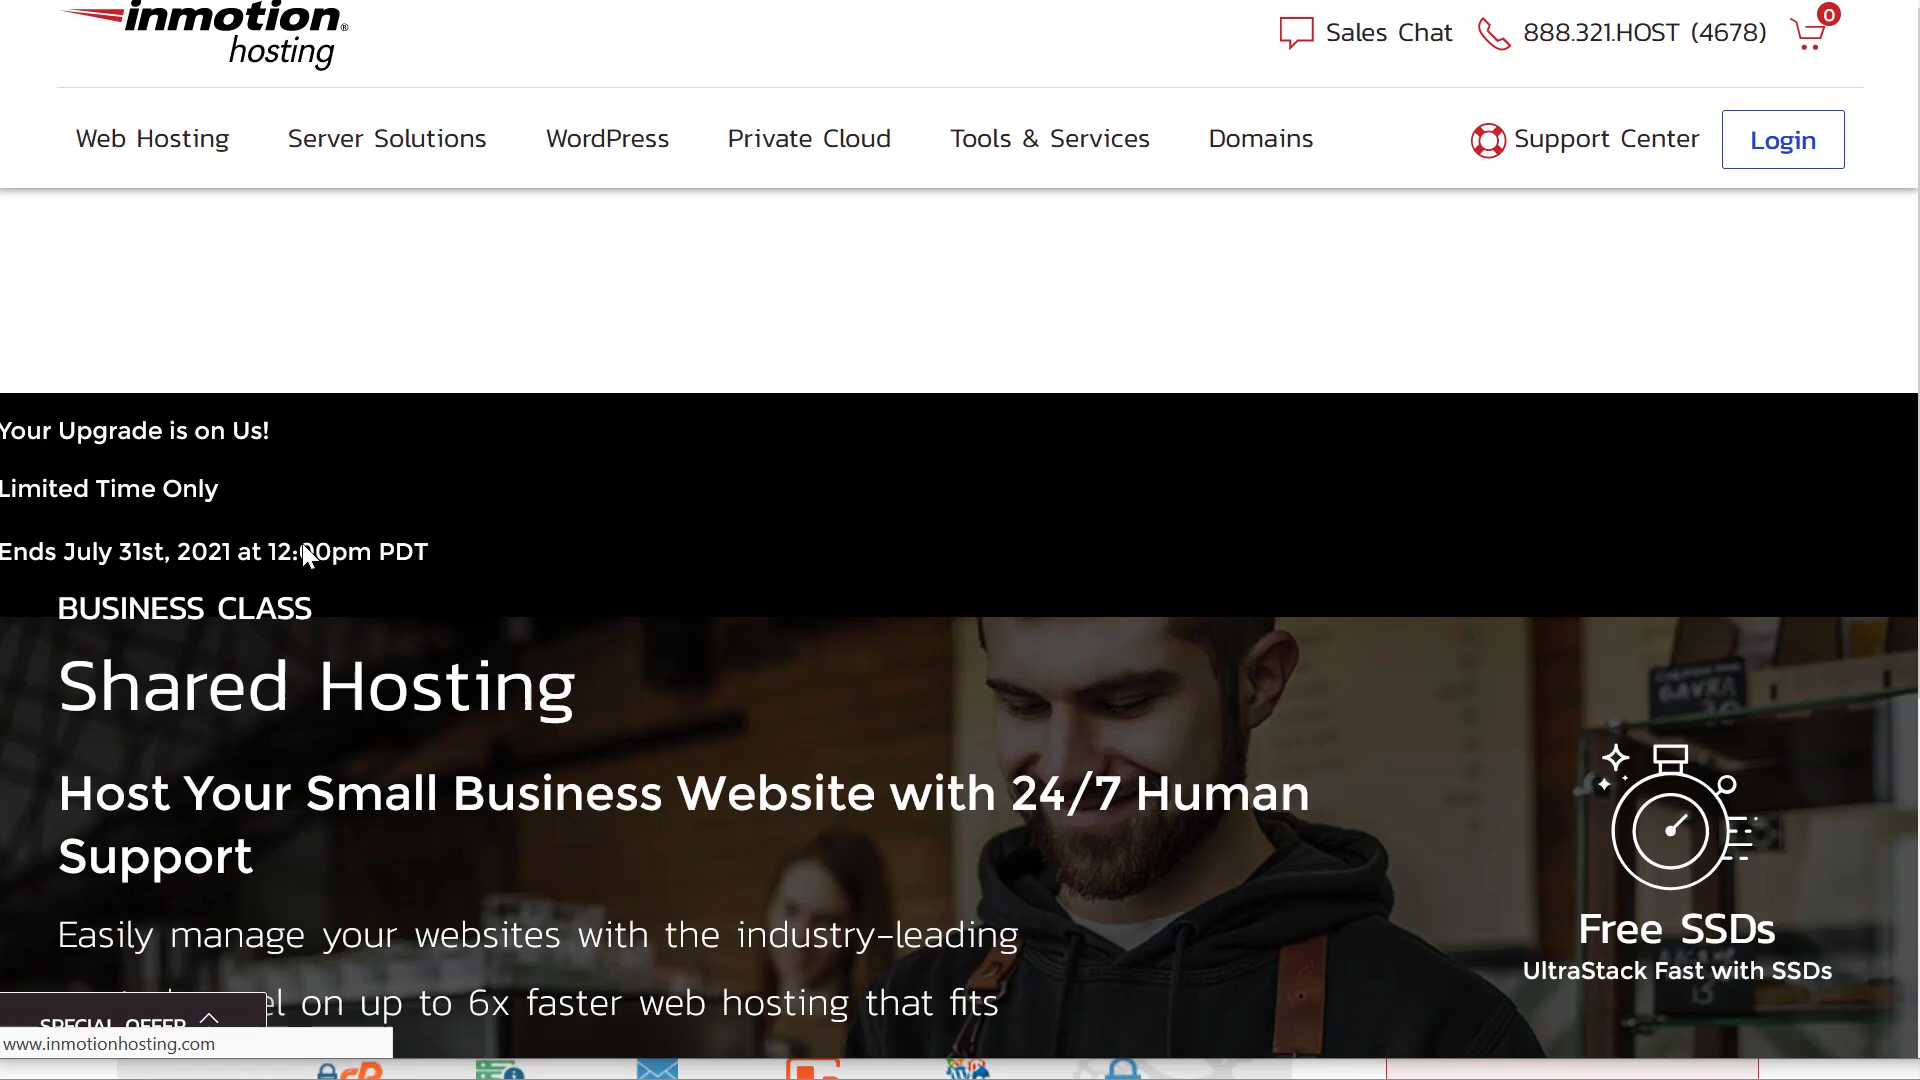 inmotion
hosting
Sales Chat
888.321.HOST (4678)
0
Web Hosting
Server Solutions
WordPress
Private Cloud
Tools & Services
Domains
Support Center
Login
Your Upgrade is on Us!
Limited Time Only
Ends July 31st, 2021 at 12:00pm PDT
BUSINESS CLASS
Shared Hosting
Host Your Small Business Website with 24/7 Human
Support
Easily manage your websites with the industry-leading
on up to 6x faster web hosting that fits
Free SSDs
UltraStack Fast with SSDs
SPECIAL OFFER
www.inmotionhosting.com